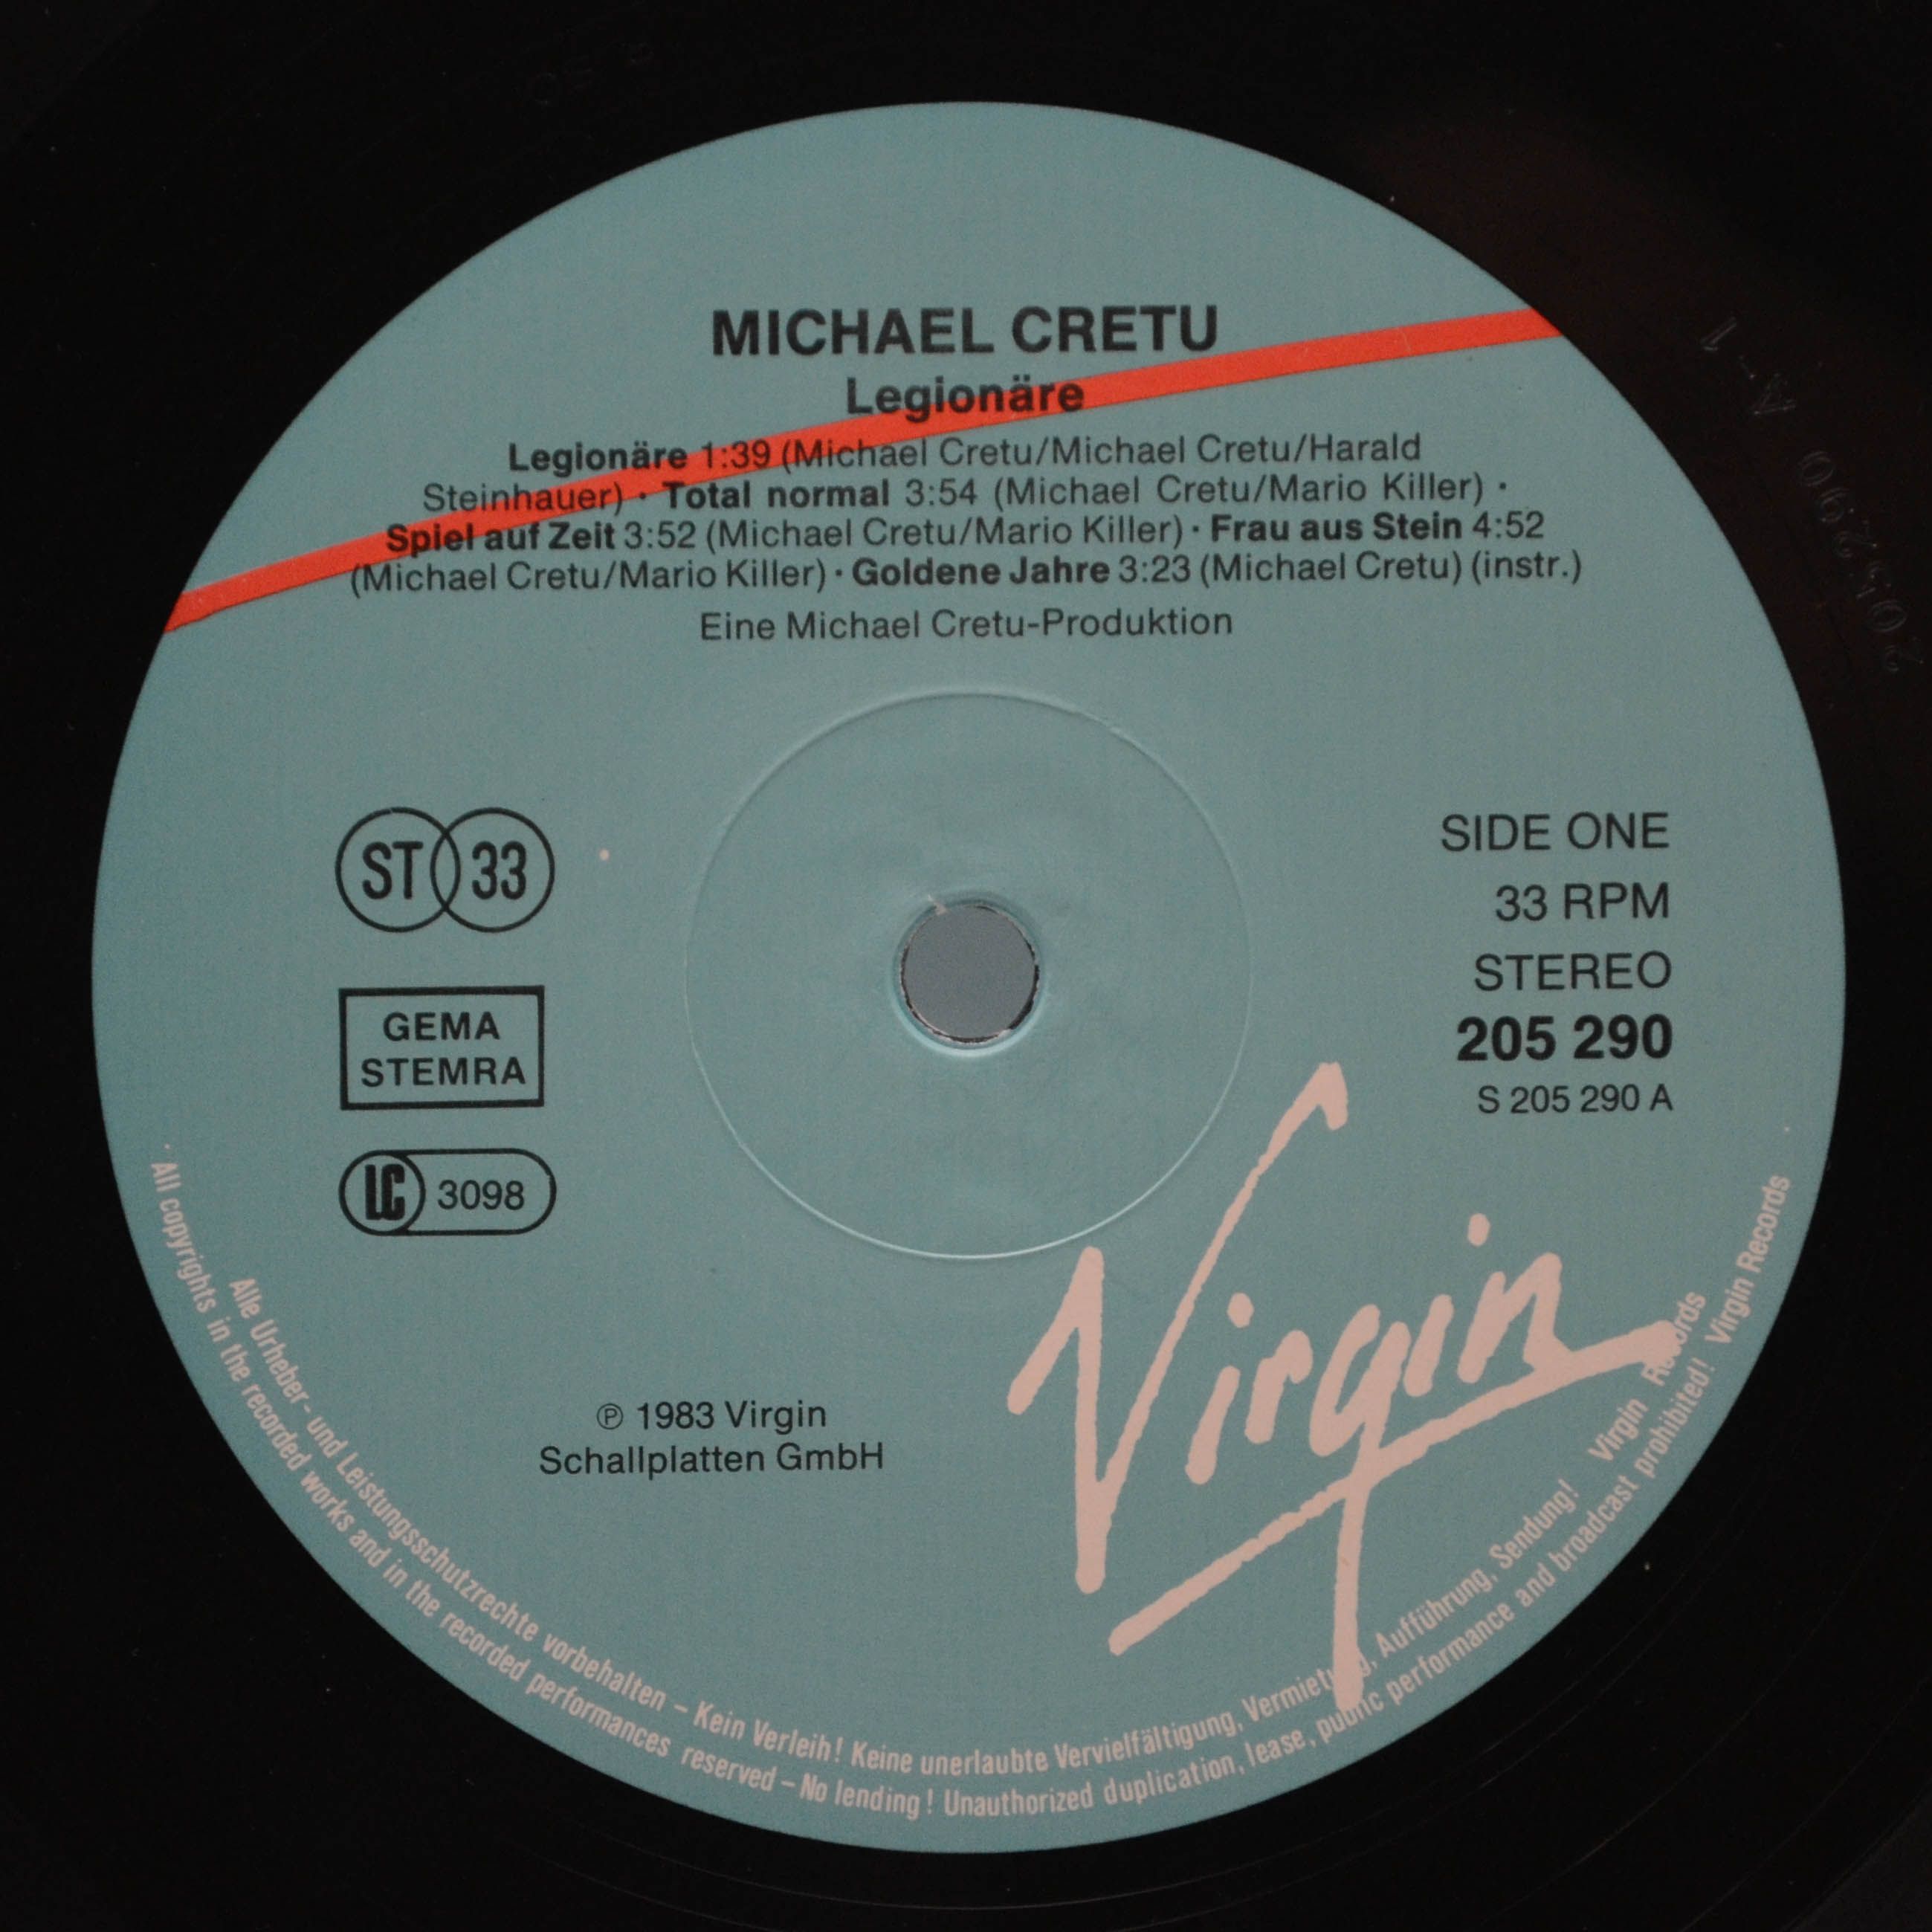 MICHAEL CRETU
Legionäre
Legionäre 1:39 (Michael Cretu/Michael Cretu/Harald
Steinhauer) · Total normal 3:54 (Michael Cretu/Mario Killer) ·
Spiel auf Zeit 3:52 (Michael Cretu/Mario Killer) · Frau aus Stein 4:52
(Michael Cretu/Mario Killer) · Goldene Jahre 3:23 (Michael Cretu) (instr.)
Eine Michael Cretu-Produktion
ST 33
GEMA
STEMRA
LC 3098
SIDE ONE
33 RPM
STEREO
205 290
S 205 290 A
Virgin
℗ 1983 Virgin
Schallplatten GmbH
Alle Urheber- und Leistungsschutzrechte vorbehalten – Kein Verleih! Keine unerlaubte Vervielfältigung, Vermietung, Aufführung, Sendung! Virgin Records
· All copyrights in the recorded works and in the recorded performances reserved – No lending! Unauthorized duplication, lease, public performance and broadcast prohibited! Virgin Records ·
205290 A-1